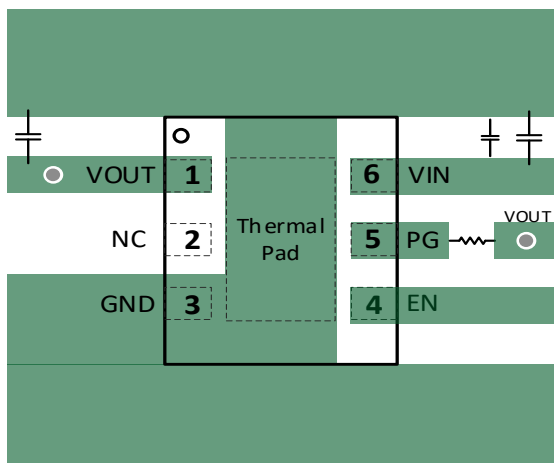 VOUT 1
6 VIN
NC 2
Thermal
Pad
5 PG
VOUT
GND 3
4 EN